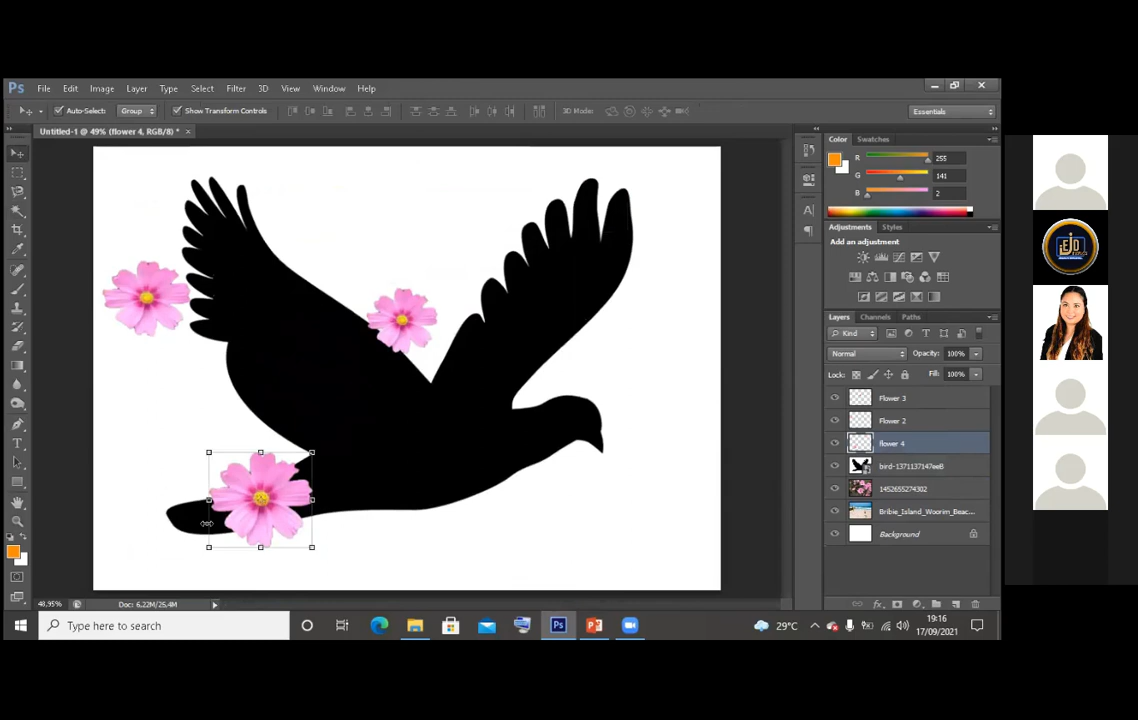 Ps File Edit Image Layer Type Select Filter 3D View Window Help
Auto-Select: Group Show Transform Controls 3D Mode: Essentials
Untitled-1 @ 49% (flower 4, RGB/8) * ×
Color Swatches
R 255
G 141
B 2
Adjustments Styles
Add an adjustment
Layers Channels Paths
Kind
Normal Opacity: 100%
Lock: Fill: 100%
Flower 3
Flower 2
flower 4
bird-1371137147eeB
1452655274302
Bribie_Island_Woorim_Beac...
Background
48,95% Doc: 6,22M/25,4M
Type here to search
Ps
29°C
19:16
17/09/2021